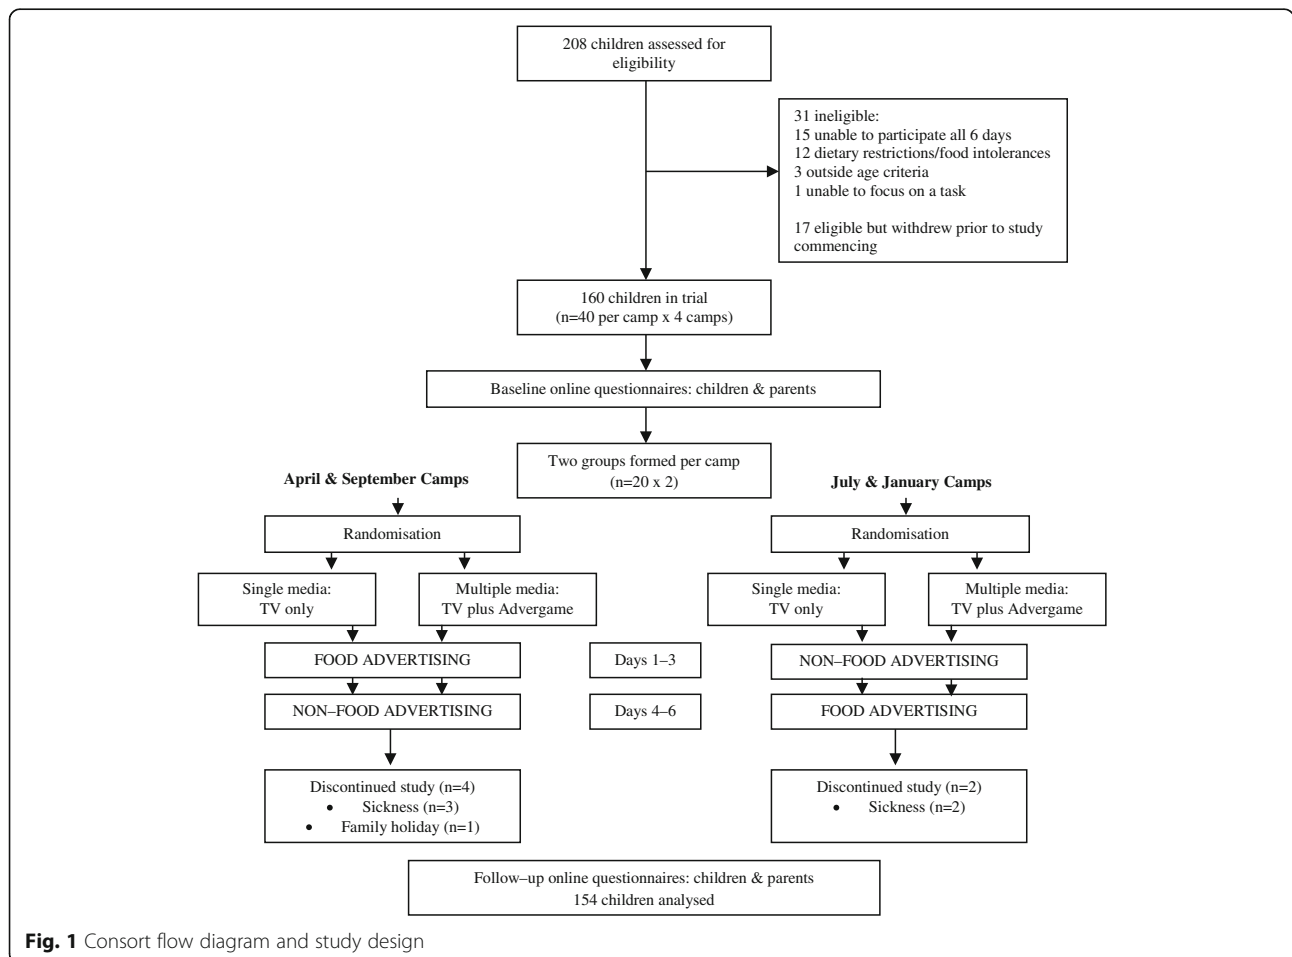 208 children assessed for
eligibility
31 ineligible:
15 unable to participate all 6 days
12 dietary restrictions/food intolerances
3 outside age criteria
1 unable to focus on a task
17 eligible but withdrew prior to study
commencing
160 children in trial
(n=40 per camp x 4 camps)
Baseline online questionnaires: children & parents
Two groups formed per camp
(n=20 x 2)
April & September Camps
July & January Camps
Randomisation
Randomisation
Single media:
TV only
Multiple media:
TV plus Advergame
Single media:
TV only
Multiple media:
TV plus Advergame
FOOD ADVERTISING
Days 1–3
NON–FOOD ADVERTISING
NON–FOOD ADVERTISING
Days 4–6
FOOD ADVERTISING
Discontinued study (n=4)
• Sickness (n=3)
• Family holiday (n=1)
Discontinued study (n=2)
• Sickness (n=2)
Follow–up online questionnaires: children & parents
154 children analysed
Fig. 1 Consort flow diagram and study design